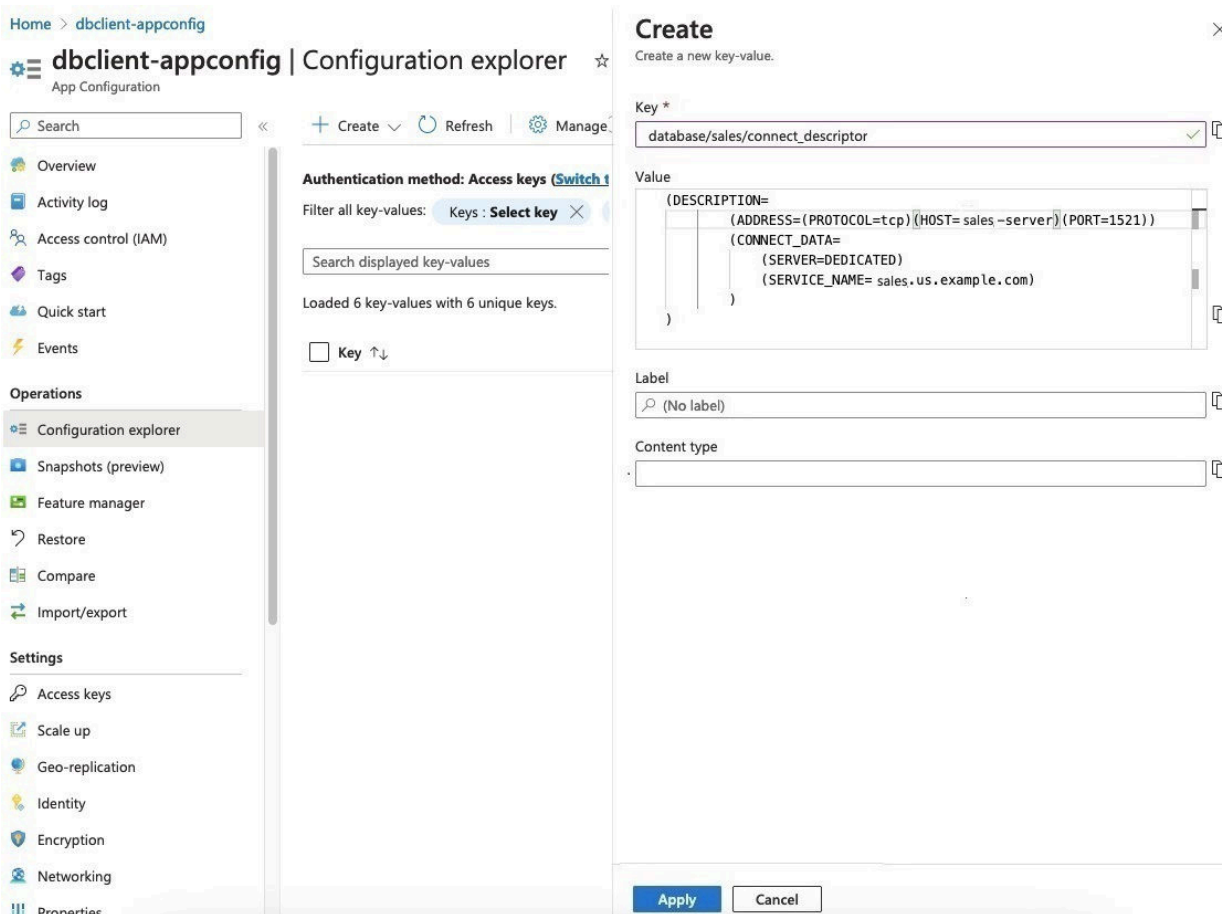 Home > dbclient-appconfig
dbclient-appconfig | Configuration explorer
App Configuration
Search
Create
Refresh
Manage
Overview
Activity log
Access control (IAM)
Tags
Quick start
Events
Operations
Configuration explorer
Snapshots (preview)
Feature manager
Restore
Compare
Import/export
Settings
Access keys
Scale up
Geo-replication
Identity
Encryption
Networking
Properties
Authentication method: Access keys (Switch t
Filter all key-values: Keys : Select key
Search displayed key-values
Loaded 6 key-values with 6 unique keys.
Key
Create
Create a new key-value.
Key *
database/sales/connect_descriptor
Value
(DESCRIPTION=
(ADDRESS=(PROTOCOL=tcp)(HOST= sales -server)(PORT=1521))
(CONNECT_DATA=
(SERVER=DEDICATED)
(SERVICE_NAME= sales.us.example.com)
)
)
Label
(No label)
Content type
Apply
Cancel